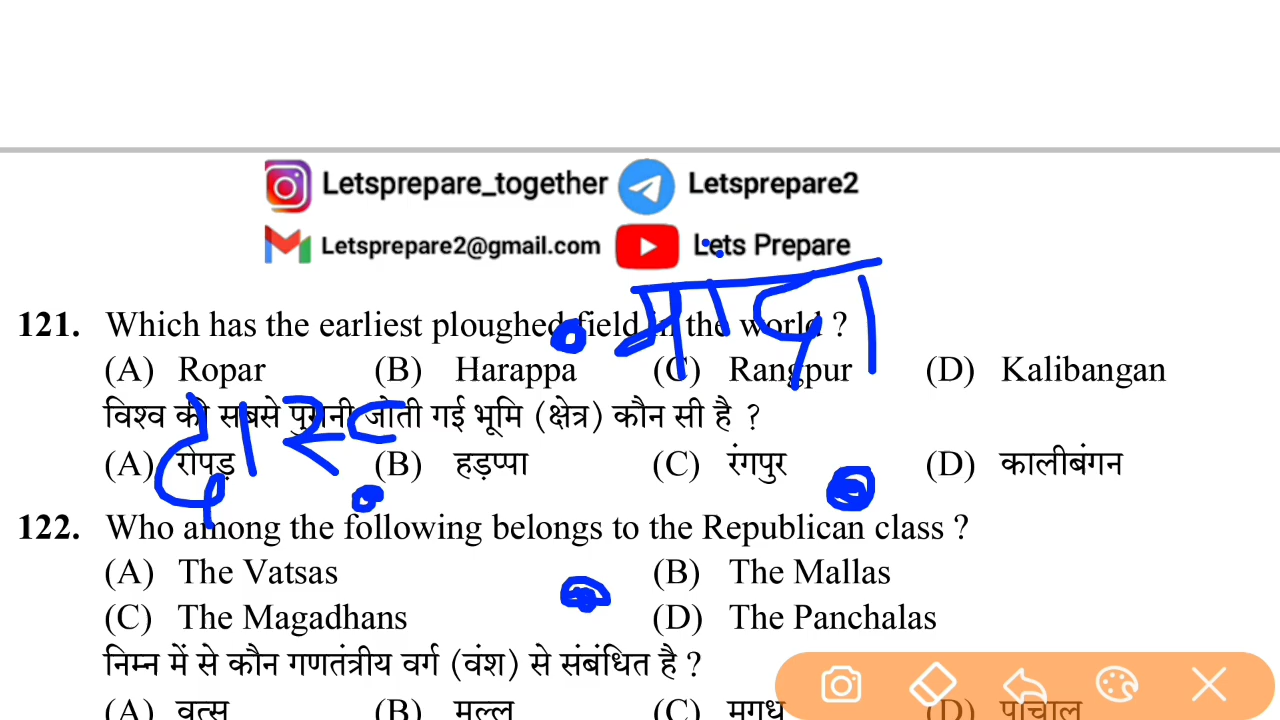 Letsprepare_together Letsprepare2
Letsprepare2@gmail.com Lets Prepare
121. Which has the earliest ploughed field in the world ?
(A) Ropar (B) Harappa (C) Rangpur (D) Kalibangan
विश्व की सबसे पुरानी जोती गई भूमि (क्षेत्र) कौन सी है ?
(A) रोपड़ (B) हड़प्पा (C) रंगपुर (D) कालीबंगन
122. Who among the following belongs to the Republican class ?
(A) The Vatsas (B) The Mallas
(C) The Magadhans (D) The Panchalas
निम्न में से कौन गणतंत्रीय वर्ग (वंश) से संबंधित है ?
(A) वत्स (B) मल्ल (C) मगध (D) पांचाल